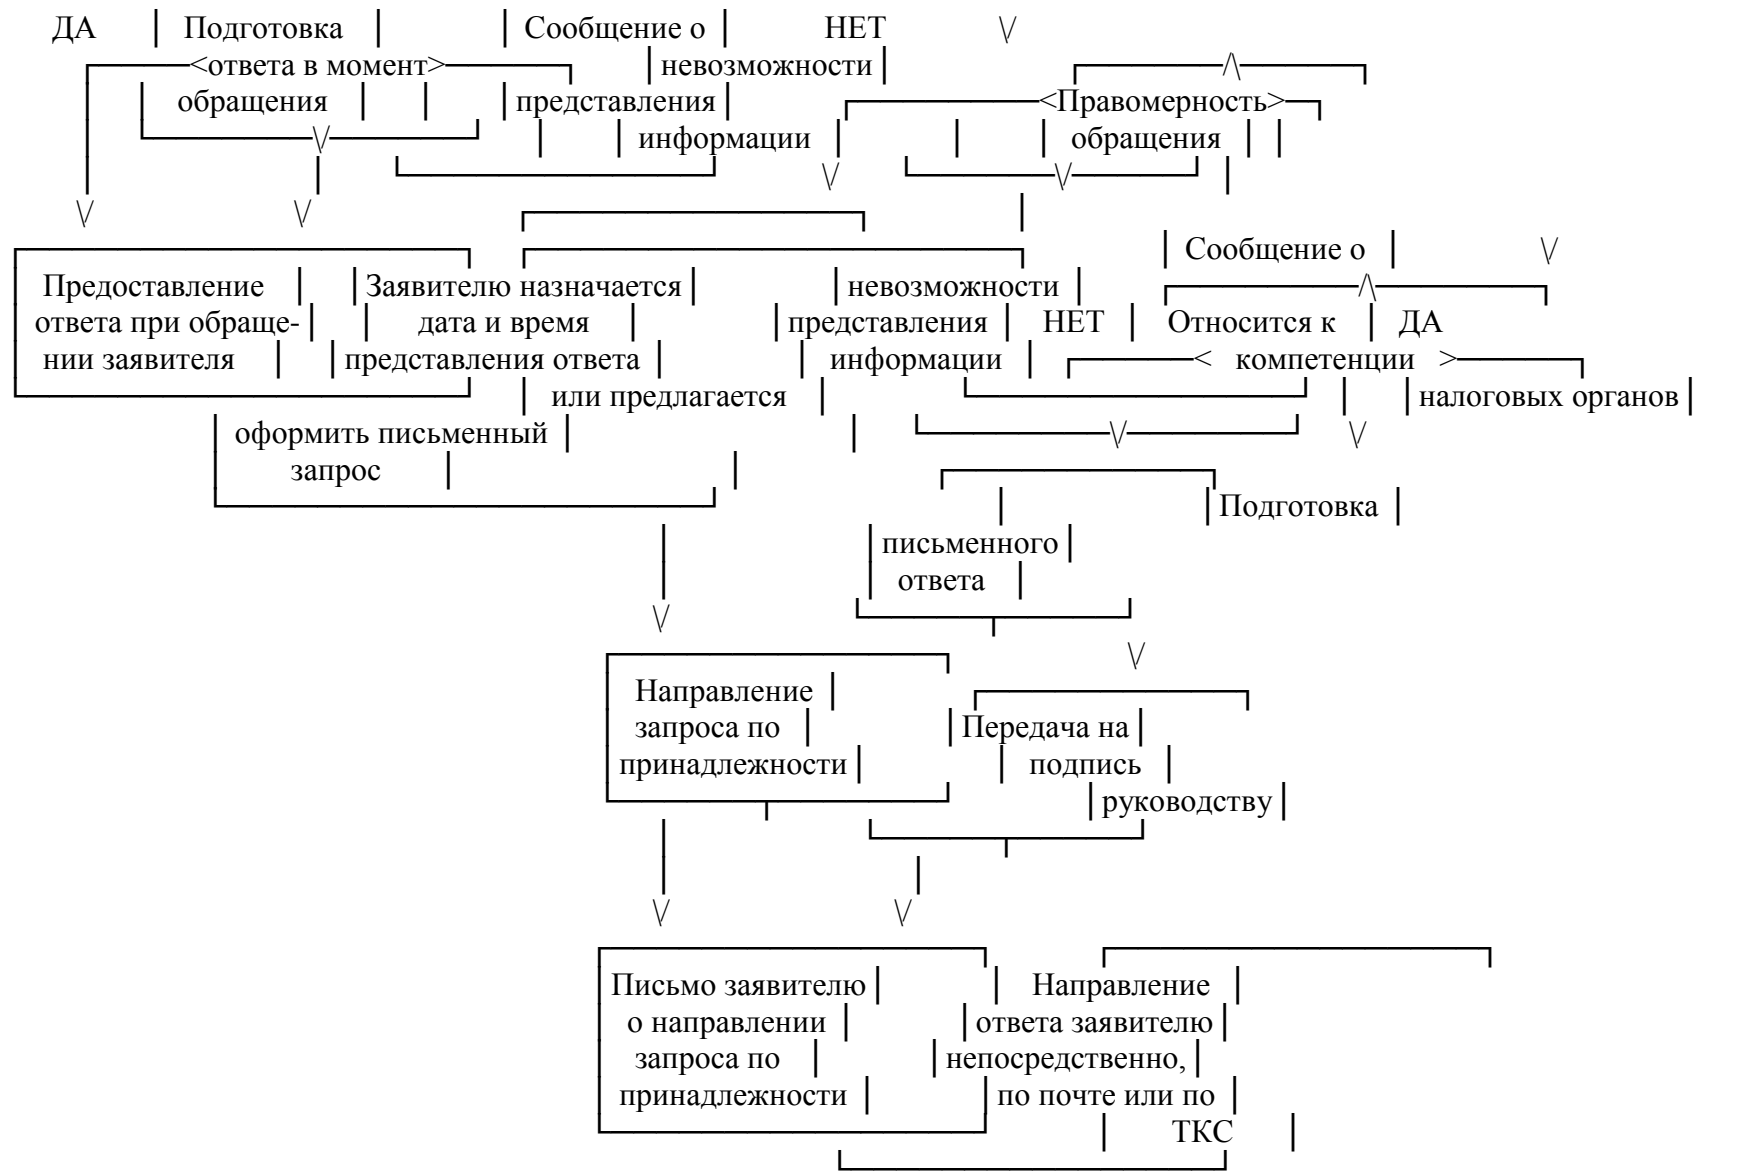 ДА Подготовка Сообщение о НЕТ
<ответа в момент> невозможности
обращения представления <Правомерность>
информации обращения
Сообщение о
Предоставление Заявителю назначается невозможности
ответа при обраще- дата и время представления НЕТ Относится к ДА
нии заявителя представления ответа информации < компетенции >
или предлагается налоговых органов
оформить письменный
запрос
Подготовка
письменного
ответа
Направление
запроса по Передача на
принадлежности подпись
руководству
Письмо заявителю Направление
о направлении ответа заявителю
запроса по непосредственно,
принадлежности по почте или по
ТКС